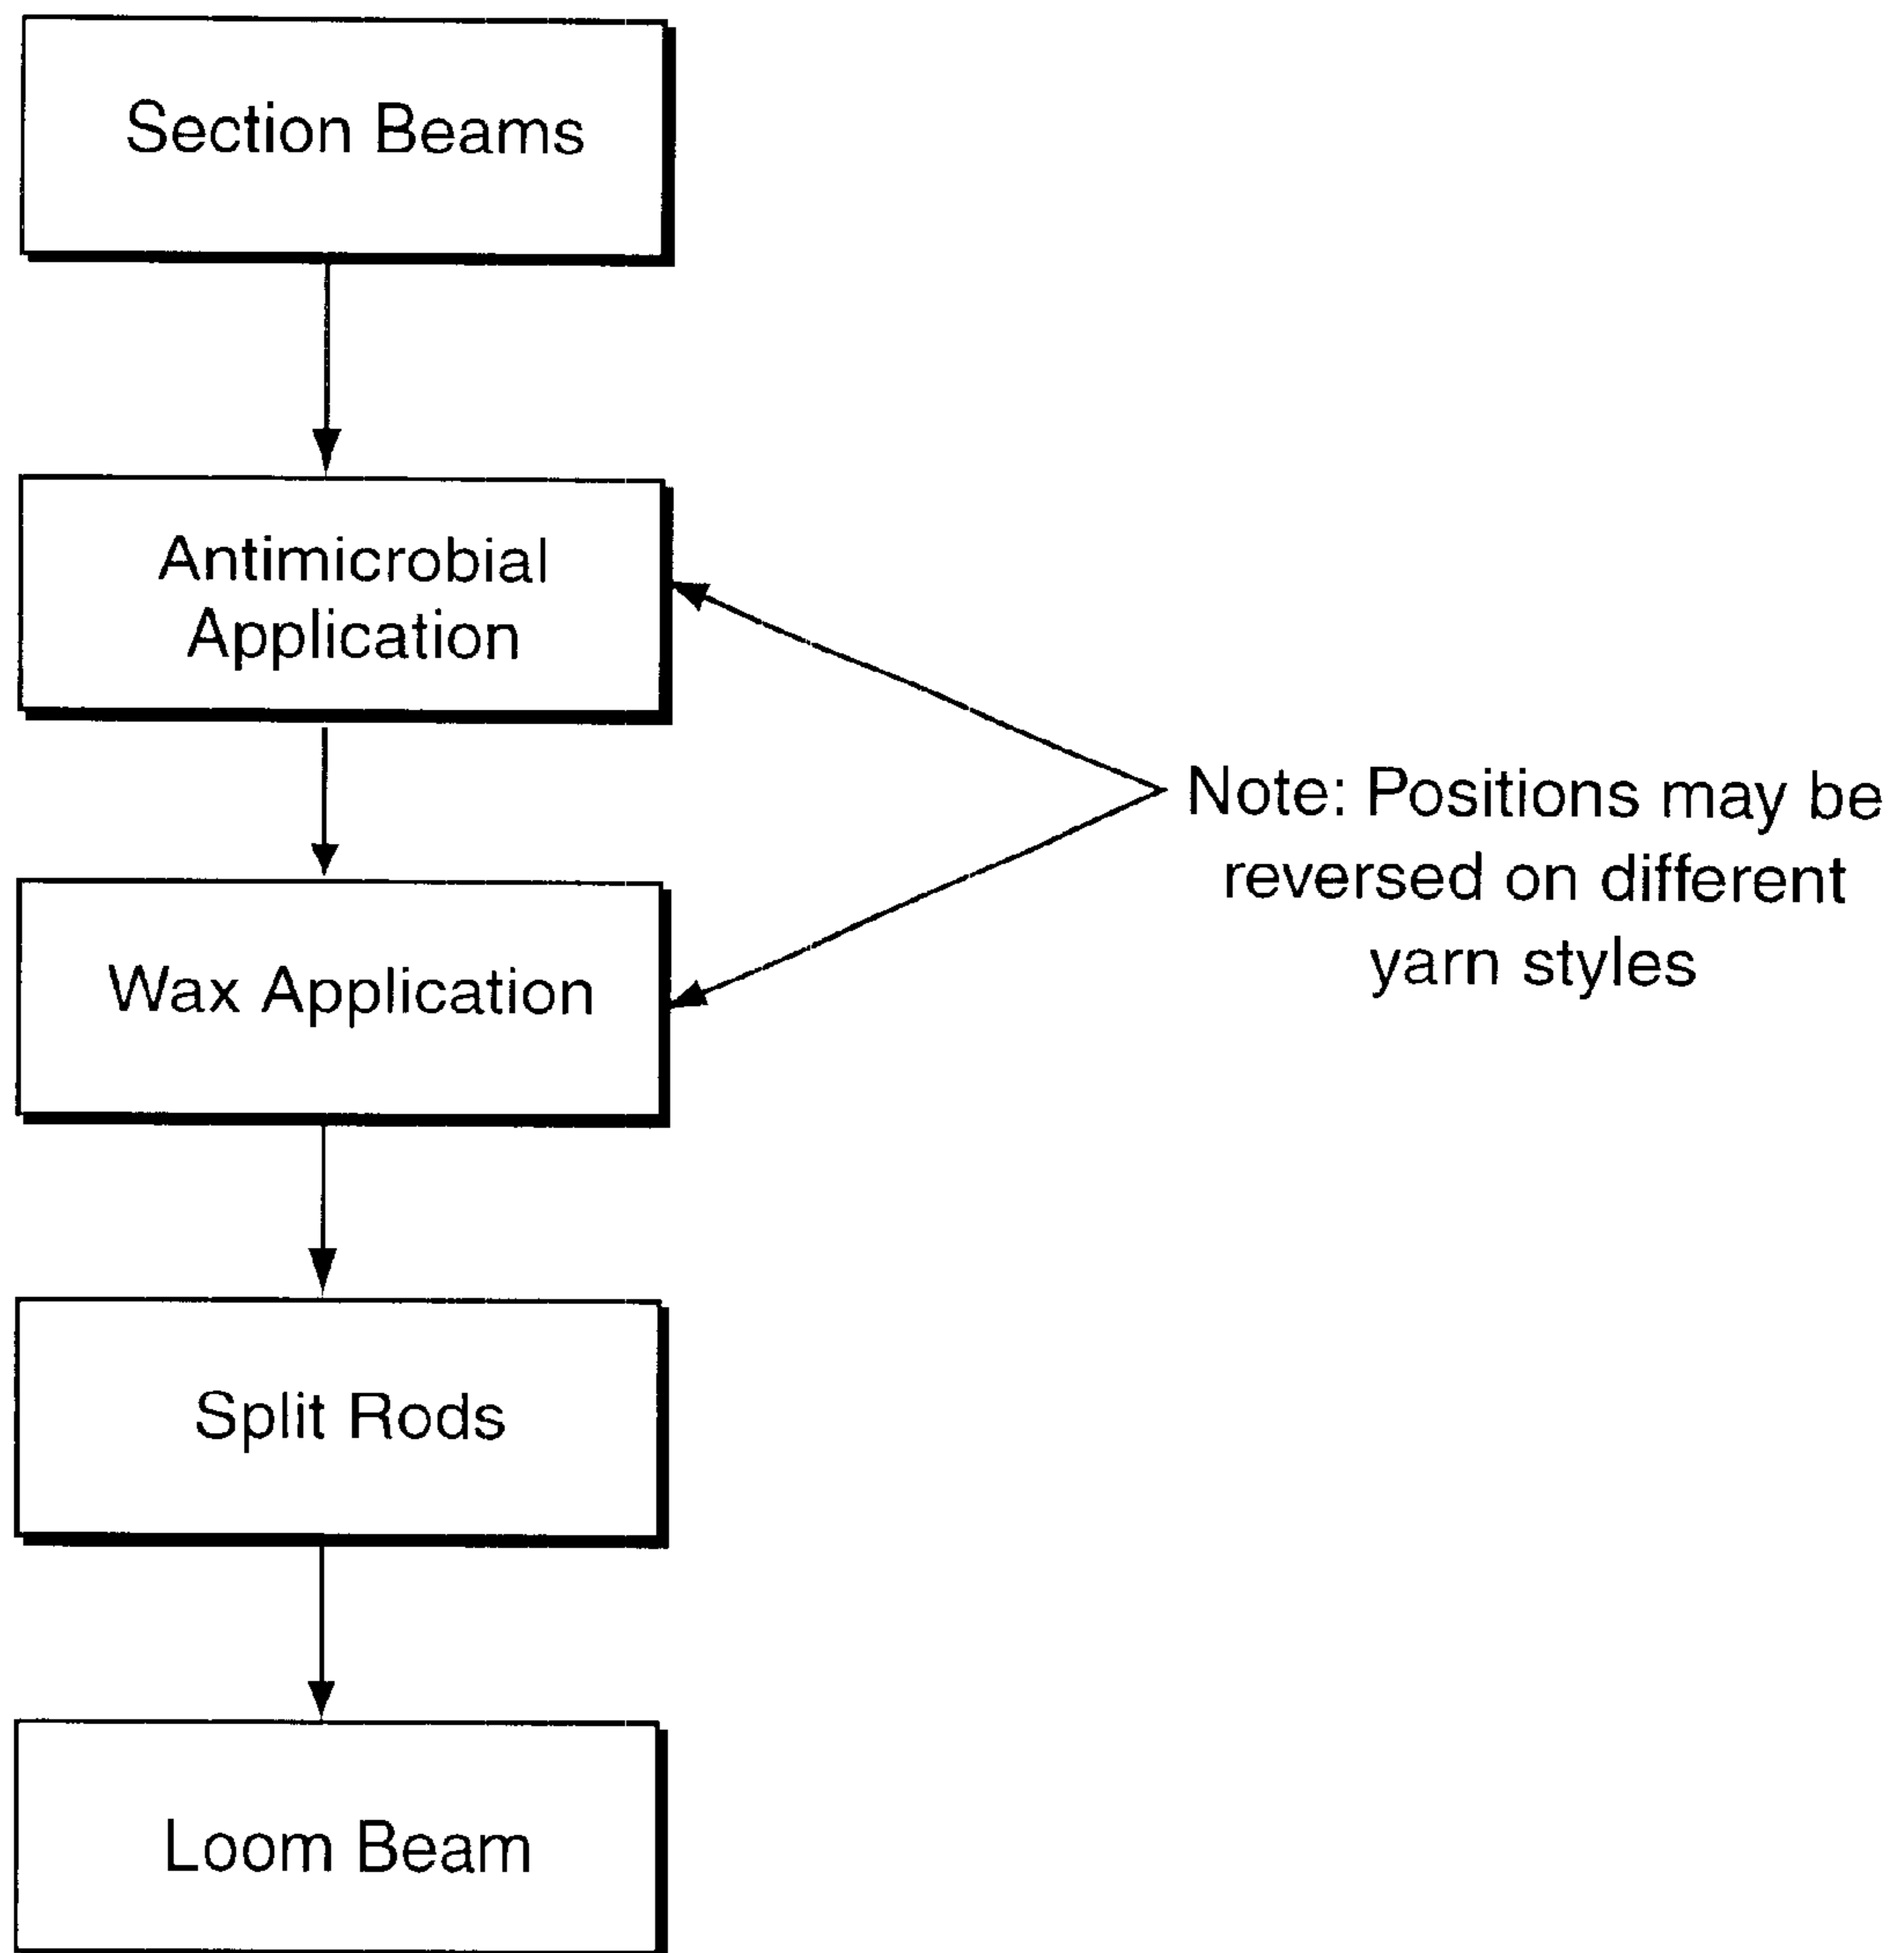 Section Beams
Antimicrobial
Application
Note: Positions may be
reversed on different
yarn styles
Wax Application
Split Rods
Loom Beam